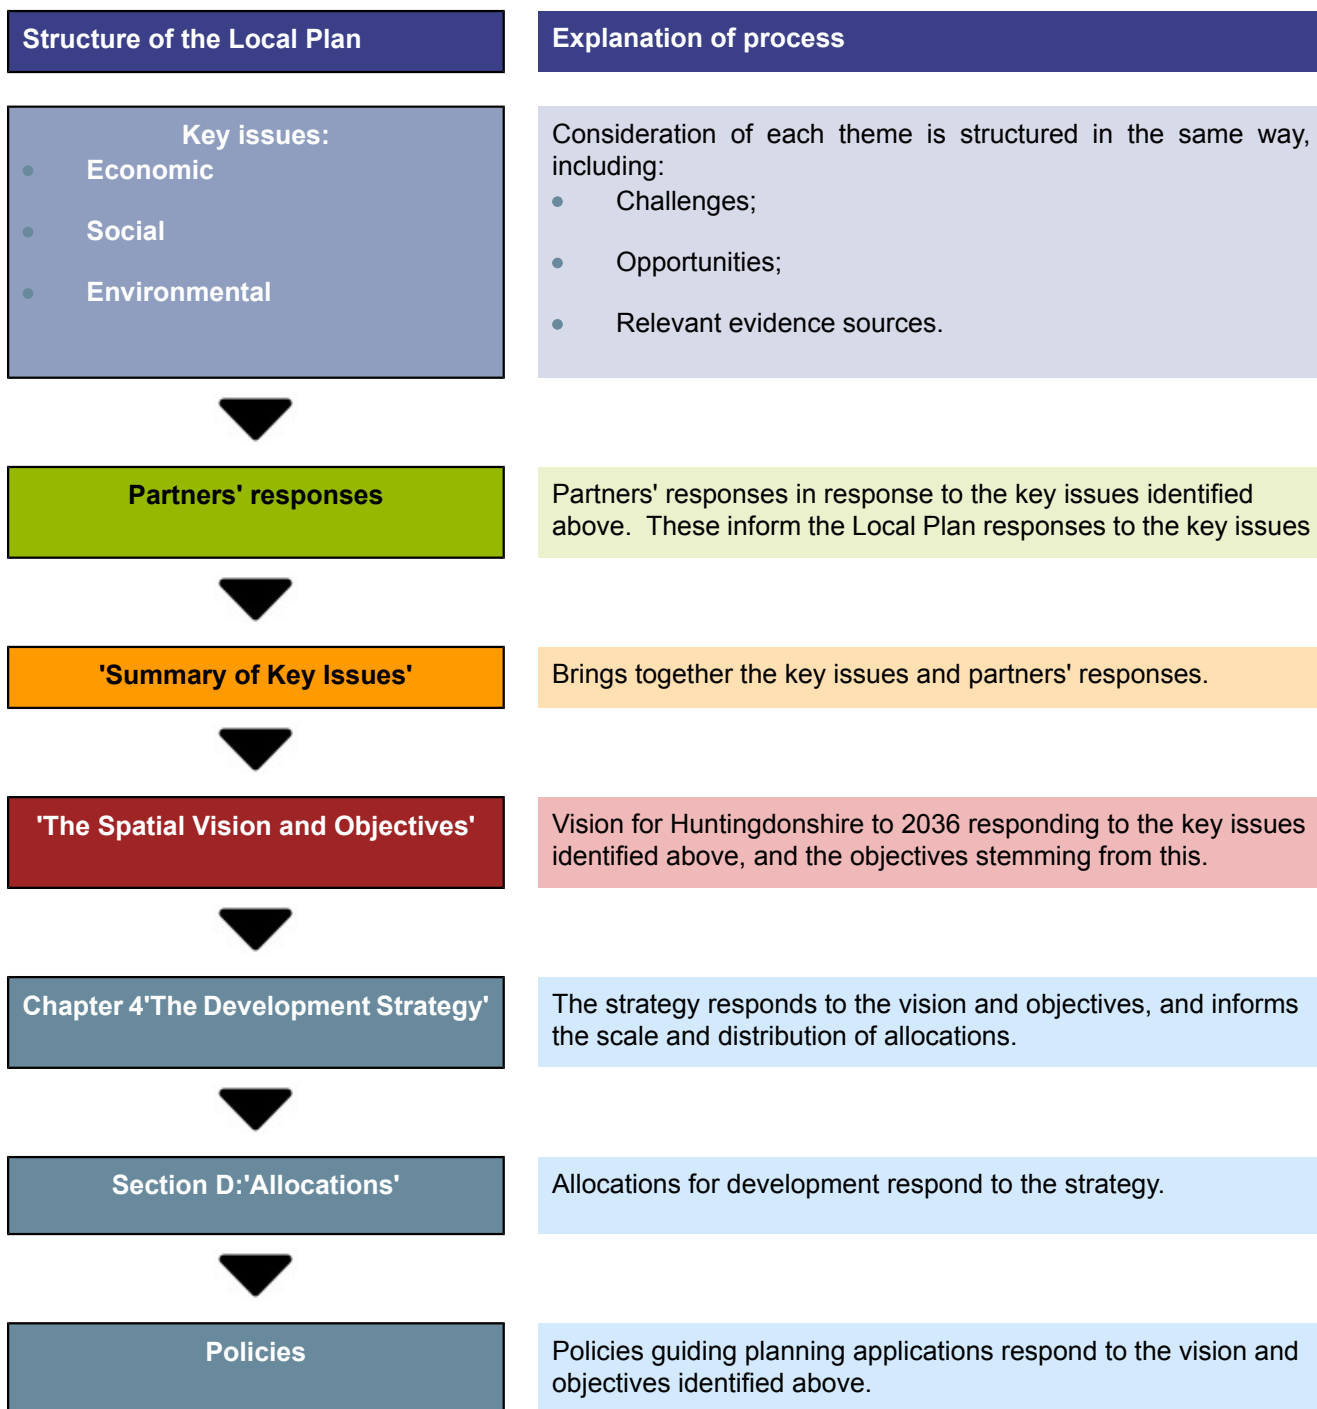 Structure of the Local Plan
Explanation of process
Key issues:
Economic
Social
Environmental
Consideration of each theme is structured in the same way,
including:
Challenges;
Opportunities;
Relevant evidence sources.
Partners' responses
Partners' responses in response to the key issues identified
above. These inform the Local Plan responses to the key issues
'Summary of Key Issues'
Brings together the key issues and partners' responses.
'The Spatial Vision and Objectives'
Vision for Huntingdonshire to 2036 responding to the key issues
identified above, and the objectives stemming from this.
Chapter 4'The Development Strategy'
The strategy responds to the vision and objectives, and informs
the scale and distribution of allocations.
Section D:'Allocations'
Allocations for development respond to the strategy.
Policies
Policies guiding planning applications respond to the vision and
objectives identified above.